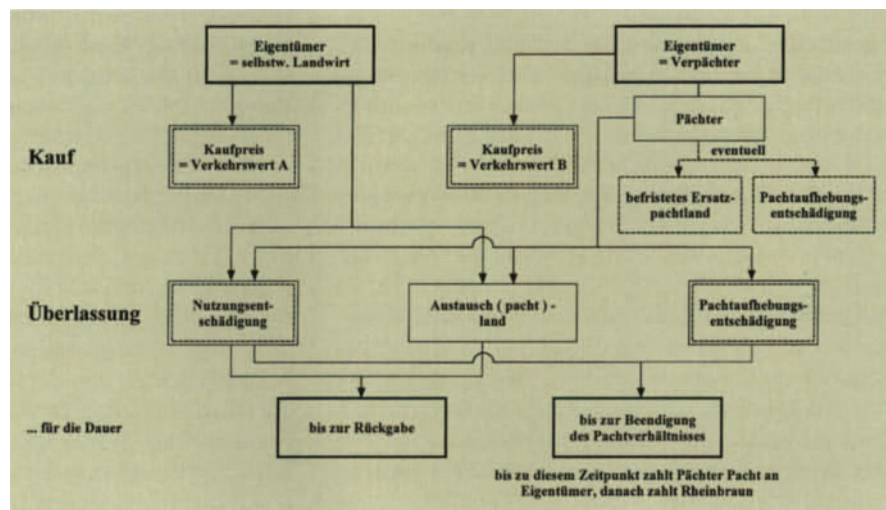 Eigentümer
= selbstw. Landwirt
Eigentümer
= Verpächter
Pächter
eventuell
Kauf
Kaufpreis
= Verkehrswert A
Kaufpreis
= Verkehrswert B
befristetes Ersatz-
pachtland
Pachtaufhebungs-
entschädigung
Überlassung
Nutzungsent-
schädigung
Austausch ( pacht ) -
land
Pachtaufhebungs-
entschädigung
... für die Dauer
bis zur Rückgabe
bis zur Beendigung
des Pachtverhältnisses
bis zu diesem Zeitpunkt zahlt Pächter Pacht an
Eigentümer, danach zahlt Rheinbraun